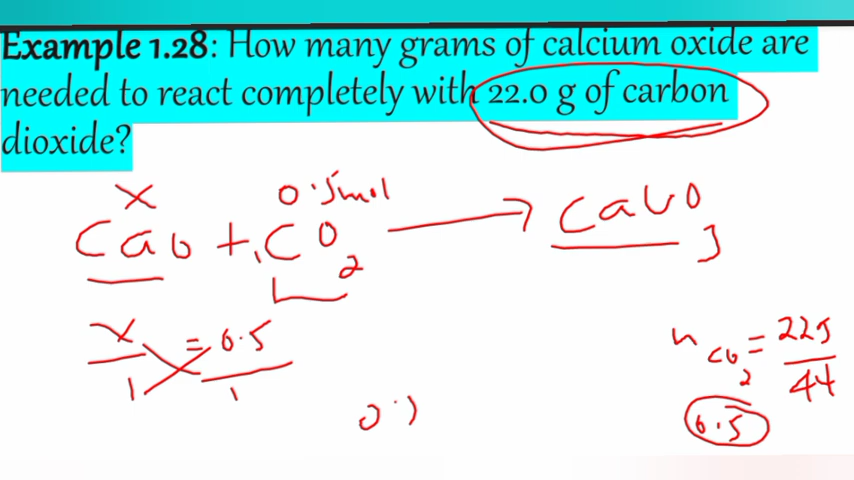 Example 1.28: How many grams of calcium oxide are
needed to react completely with 22.0 g of carbon
dioxide?
x 0.5mol
CaO + CO2 → CaCO3
x/1 = 0.5/1
nCO2 = 22g/44
0.5